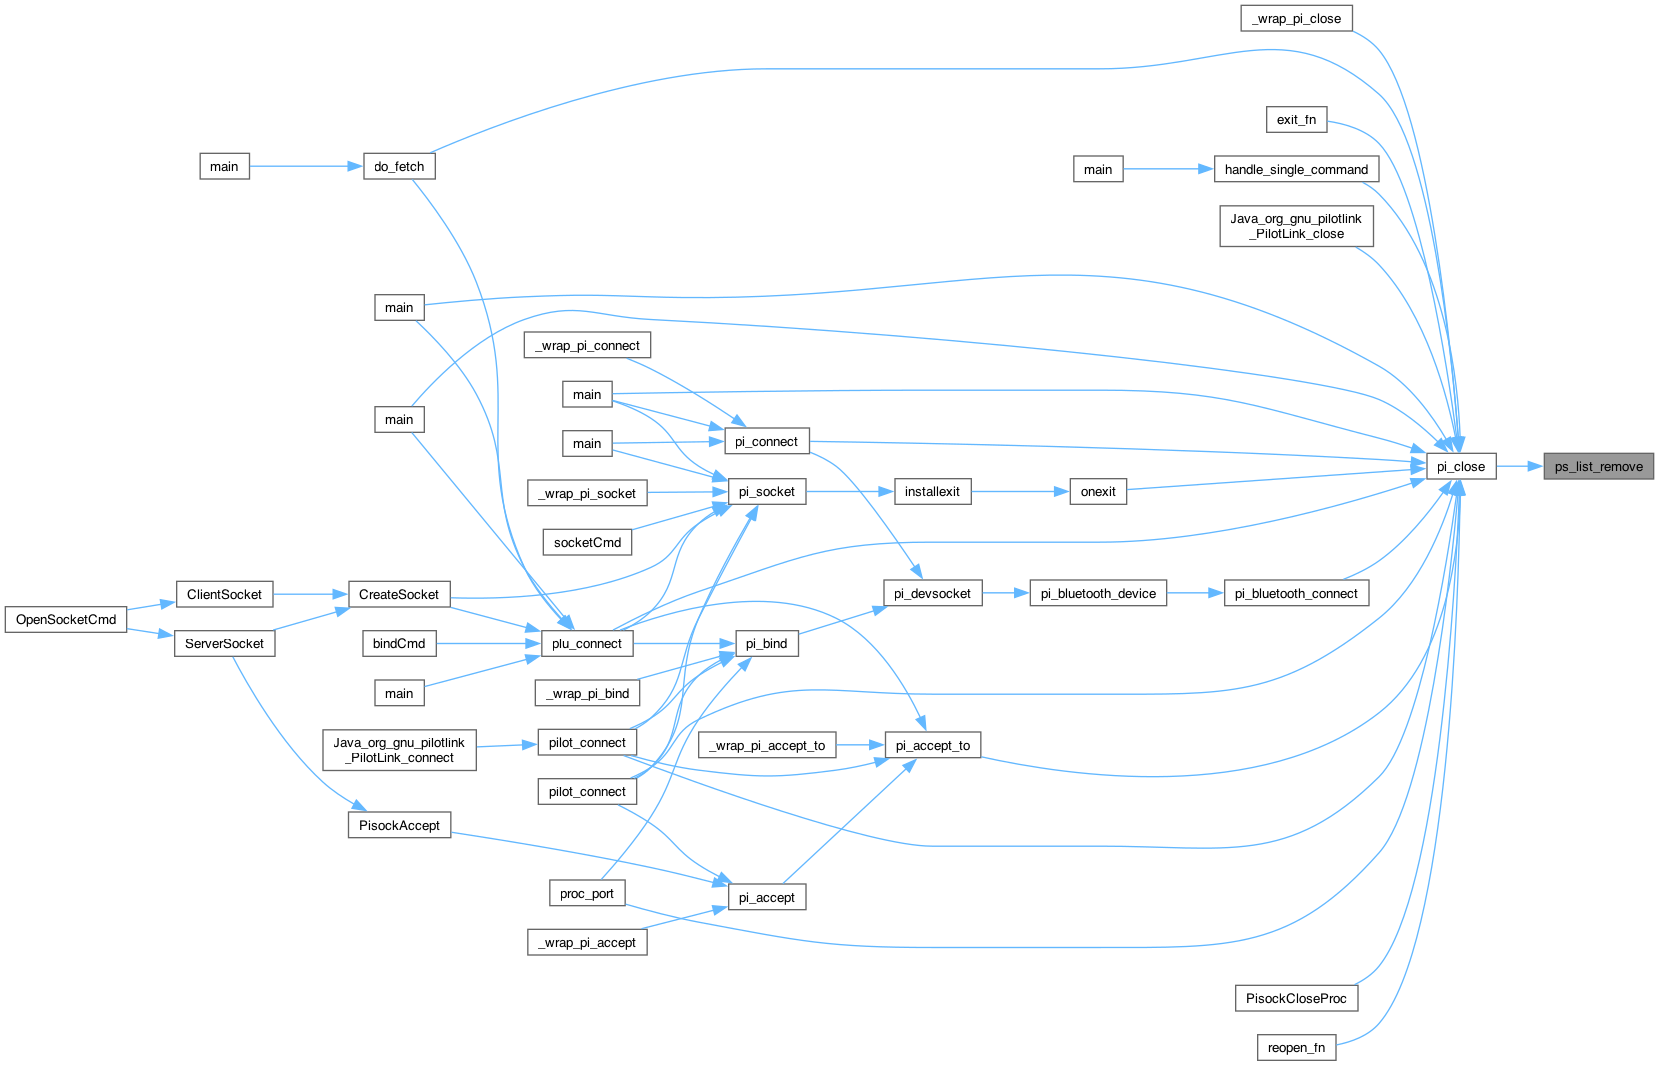 _wrap_pi_close
exit_fn
main
do_fetch
main
handle_single_command
Java_org_gnu_pilotlink
_PilotLink_close
main
_wrap_pi_connect
main
main
pi_connect
main
pi_close
ps_list_remove
_wrap_pi_socket
pi_socket
installexit
onexit
socketCmd
OpenSocketCmd
ClientSocket
CreateSocket
pi_devsocket
pi_bluetooth_device
pi_bluetooth_connect
ServerSocket
bindCmd
plu_connect
pi_bind
main
_wrap_pi_bind
Java_org_gnu_pilotlink
_PilotLink_connect
pilot_connect
_wrap_pi_accept_to
pi_accept_to
pilot_connect
PisockAccept
proc_port
pi_accept
_wrap_pi_accept
PisockCloseProc
reopen_fn